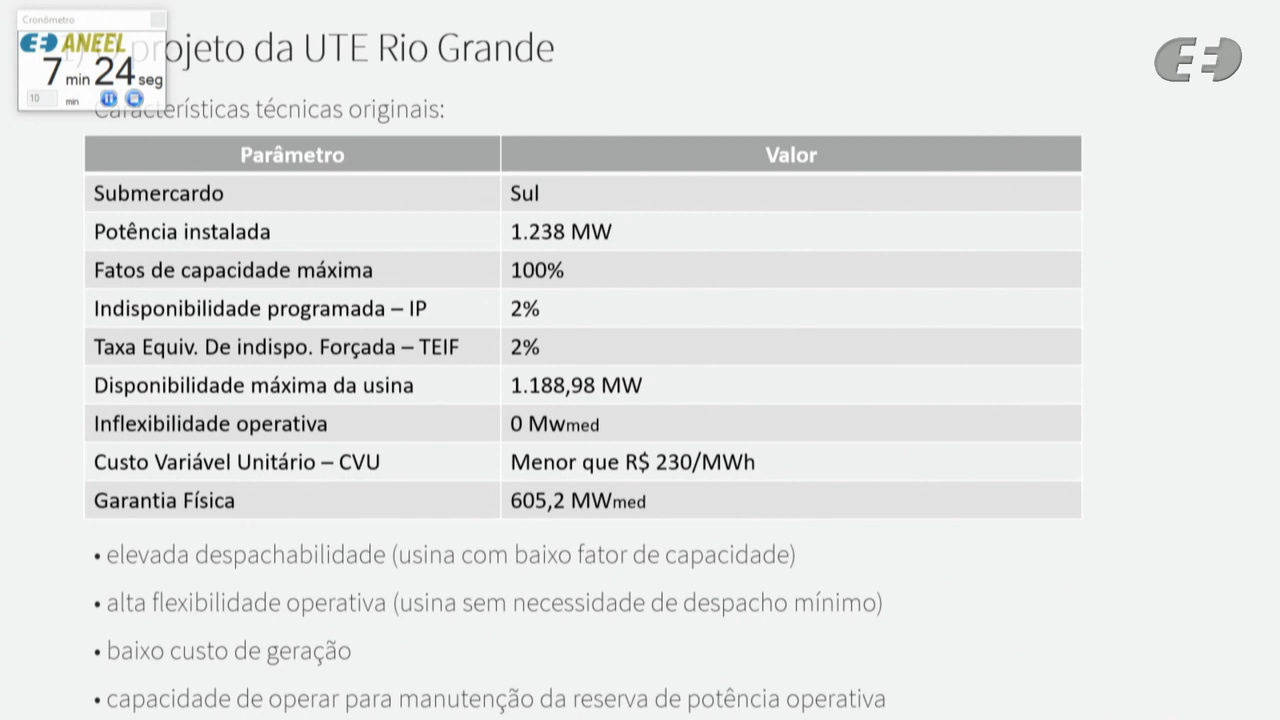 Cronómetro
ANEEL
7 min 24 seg
10 min
projeto da UTE Rio Grande
Características técnicas originais:
Parâmetro Valor
Submercardo Sul
Potência instalada 1.238 MW
Fatos de capacidade máxima 100%
Indisponibilidade programada – IP 2%
Taxa Equiv. De indispo. Forçada – TEIF 2%
Disponibilidade máxima da usina 1.188,98 MW
Inflexibilidade operativa 0 Mwmed
Custo Variável Unitário – CVU Menor que R$ 230/MWh
Garantia Física 605,2 MWmed
• elevada despachabilidade (usina com baixo fator de capacidade)
• alta flexibilidade operativa (usina sem necessidade de despacho mínimo)
• baixo custo de geração
• capacidade de operar para manutenção da reserva de potência operativa